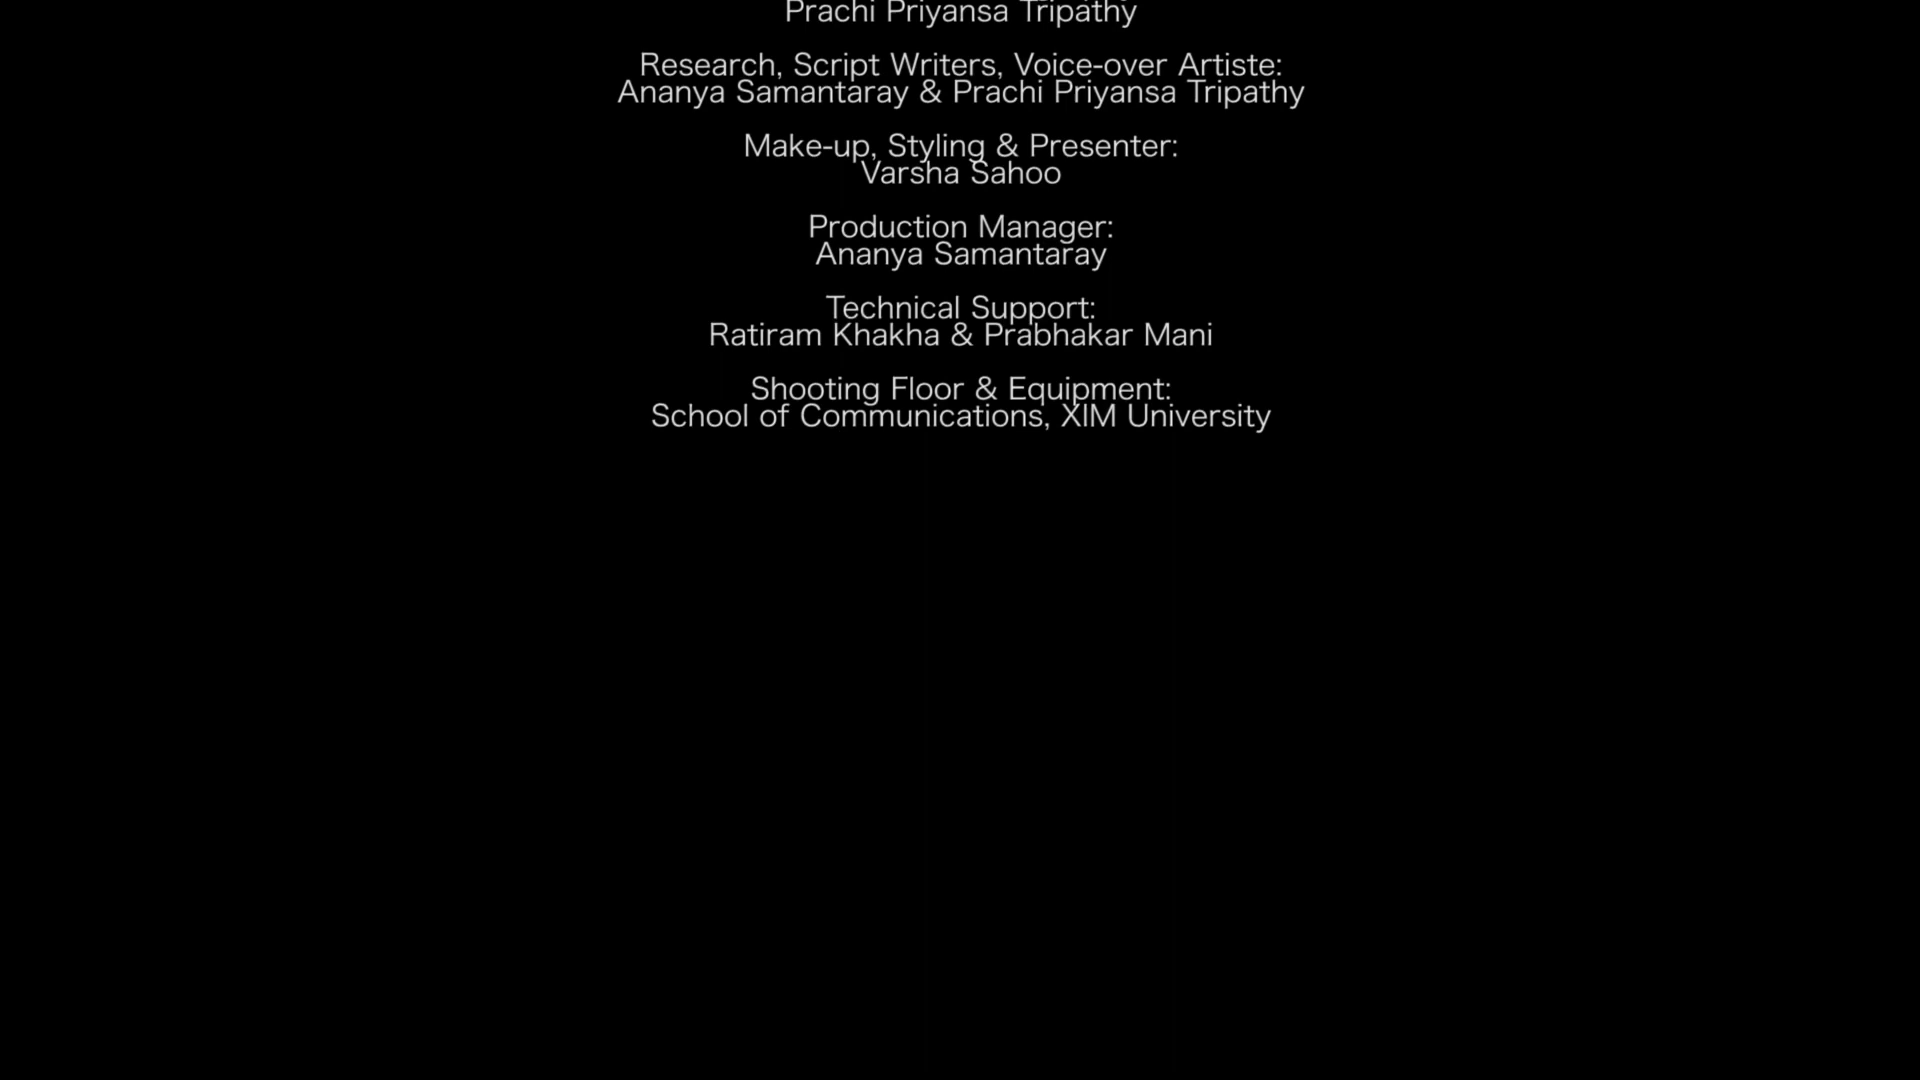 Prachi Priyansa Tripathy
Research, Script Writers, Voice-over Artiste:
Ananya Samantaray & Prachi Priyansa Tripathy
Make-up, Styling & Presenter:
Varsha Sahoo
Production Manager:
Ananya Samantaray
Technical Support:
Ratiram Khakha & Prabhakar Mani
Shooting Floor & Equipment:
School of Communications, XIM University